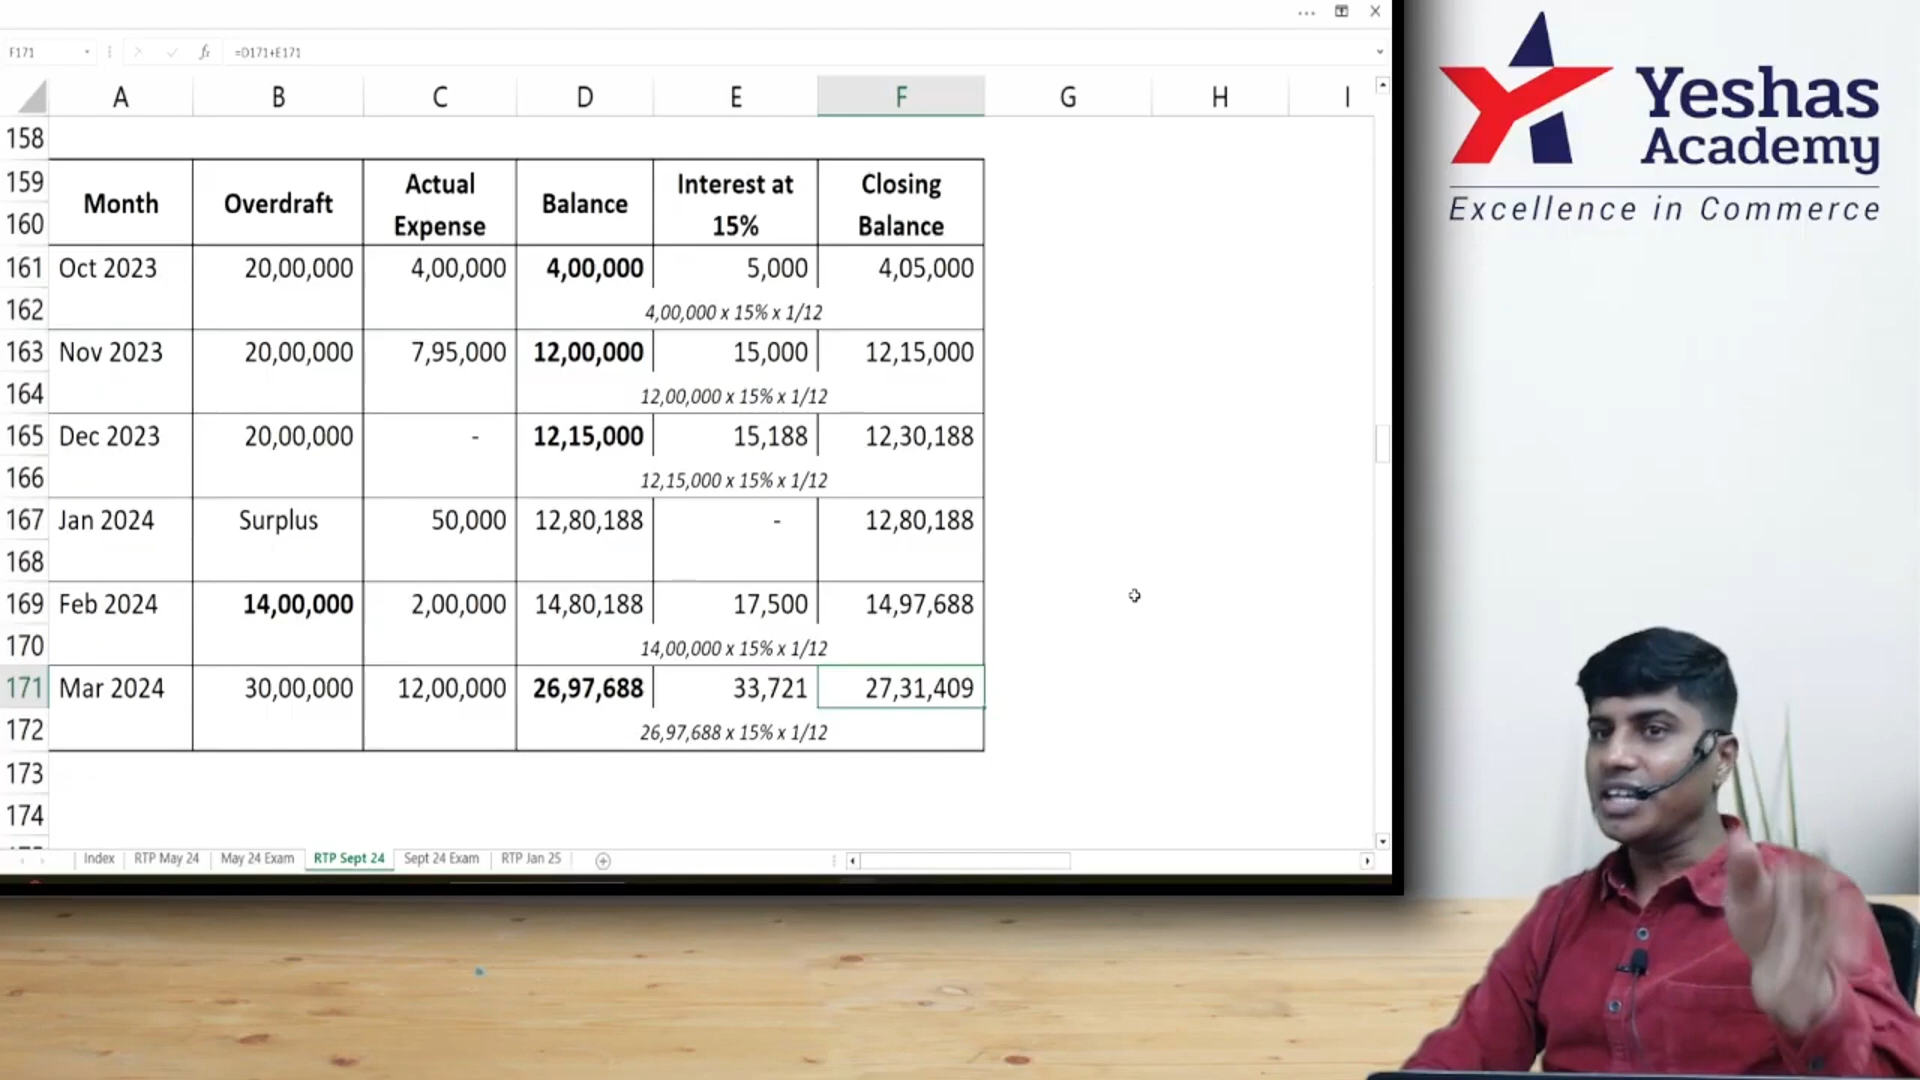 F171 fx =D171+E171
A B C D E F G H I
158
159 Month Overdraft Actual Expense Balance Interest at 15% Closing Balance
160
161 Oct 2023 20,00,000 4,00,000 4,00,000 5,000 4,05,000
162 4,00,000 x 15% x 1/12
163 Nov 2023 20,00,000 7,95,000 12,00,000 15,000 12,15,000
164 12,00,000 x 15% x 1/12
165 Dec 2023 20,00,000 - 12,15,000 15,188 12,30,188
166 12,15,000 x 15% x 1/12
167 Jan 2024 Surplus 50,000 12,80,188 - 12,80,188
168
169 Feb 2024 14,00,000 2,00,000 14,80,188 17,500 14,97,688
170 14,00,000 x 15% x 1/12
171 Mar 2024 30,00,000 12,00,000 26,97,688 33,721 27,31,409
172 26,97,688 x 15% x 1/12
173
174
Index RTP May 24 May 24 Exam RTP Sept 24 Sept 24 Exam RTP Jan 25
Yeshas
Academy
Excellence in Commerce